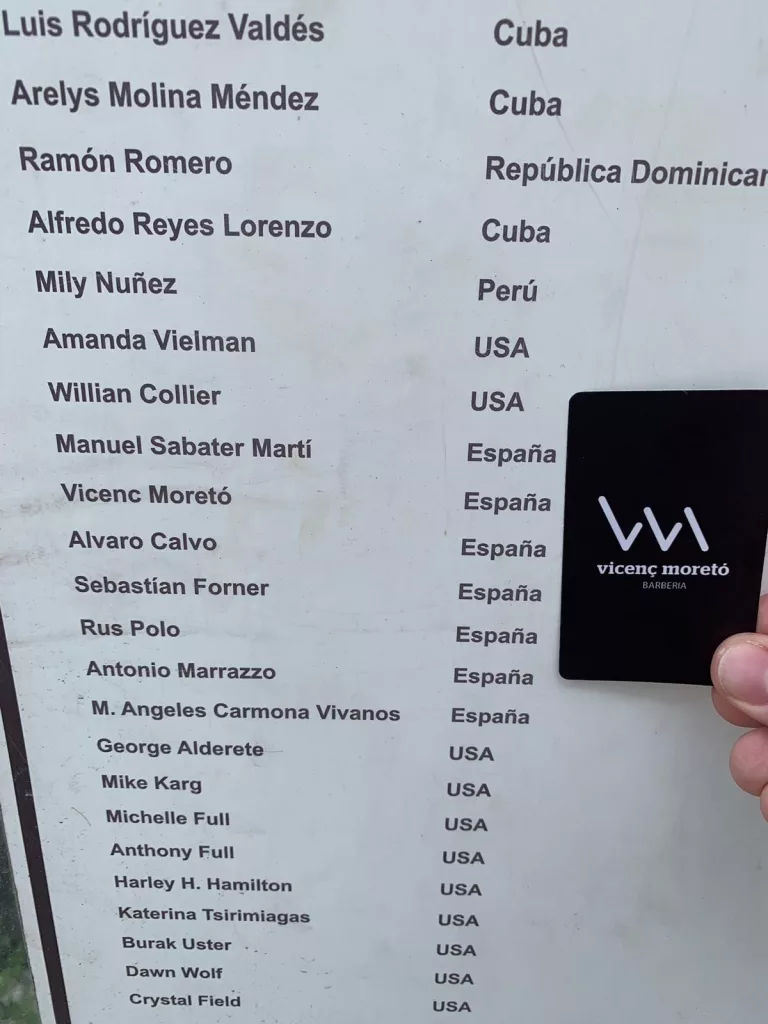 Luis Rodríguez Valdés Cuba
Arelys Molina Méndez Cuba
Ramón Romero República Dominican
Alfredo Reyes Lorenzo Cuba
Mily Nuñez Perú
Amanda Vielman USA
Willian Collier USA
Manuel Sabater Martí España
Vicenc Moretó España
Alvaro Calvo España
Sebastían Forner España
Rus Polo España
Antonio Marrazzo España
M. Angeles Carmona Vivanos España
George Alderete USA
Mike Karg USA
Michelle Full USA
Anthony Full USA
Harley H. Hamilton USA
Katerina Tsirimiagas USA
Burak Uster USA
Dawn Wolf USA
Crystal Field USA
vicenç moretó
BARBERIA